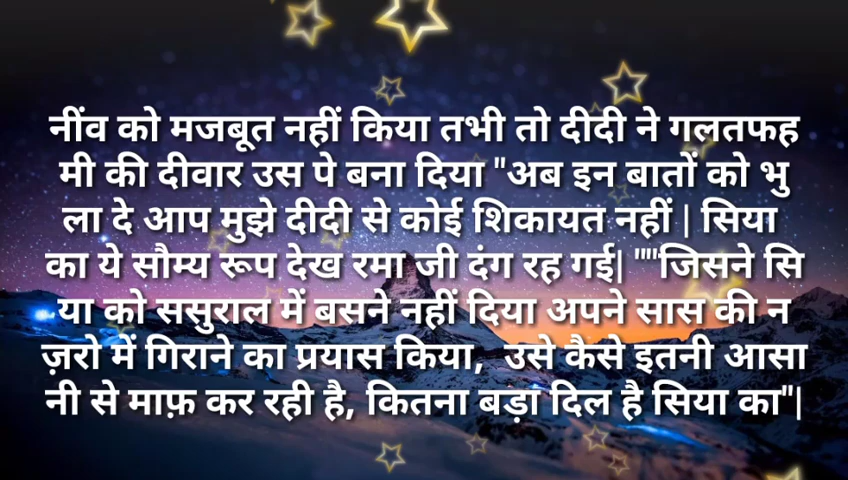 नींव को मजबूत नहीं किया तभी तो दीदी ने गलतफह
मी की दीवार उस पे बना दिया "अब इन बातों को भु
ला दे आप मुझे दीदी से कोई शिकायत नहीं | सिया
का ये सौम्य रूप देख रमा जी दंग रह गई| ""जिसने सि
या को ससुराल में बसने नहीं दिया अपने सास की न
ज़रो में गिराने का प्रयास किया, उसे कैसे इतनी आसा
नी से माफ़ कर रही है, कितना बड़ा दिल है सिया का"|